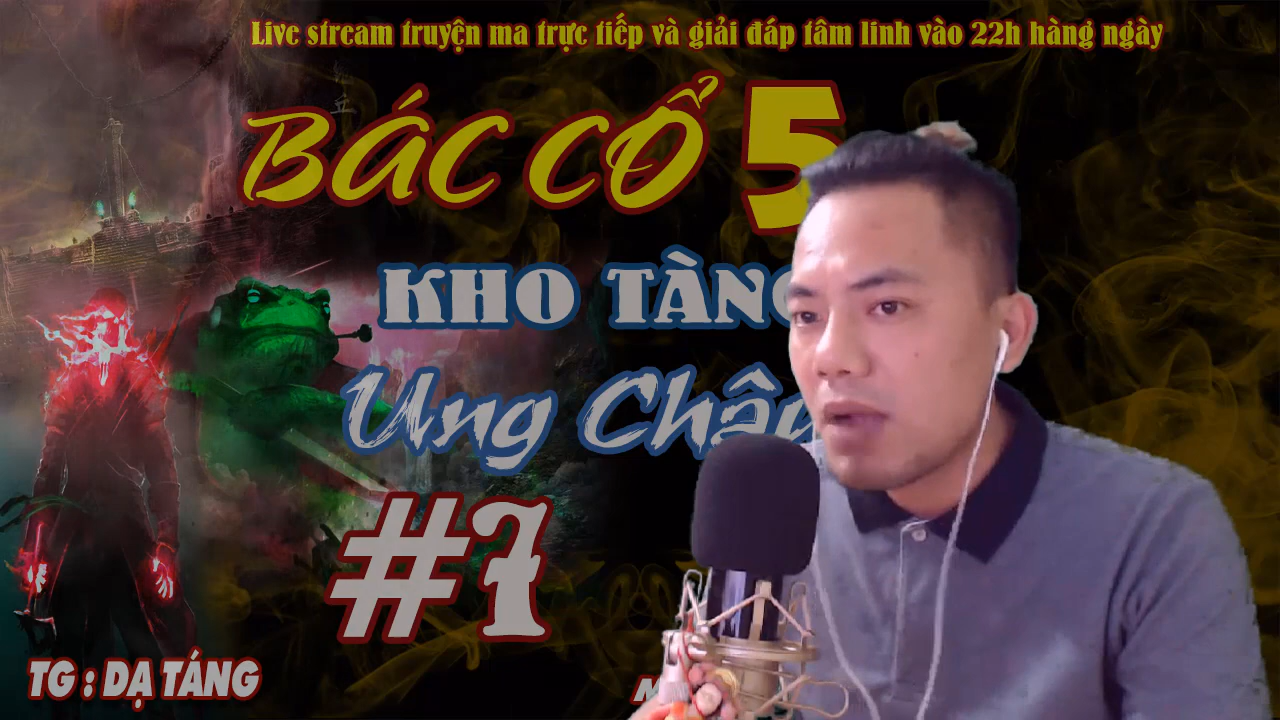 Live stream truyện ma trực tiếp và giải đáp tâm linh vào 22h hàng ngày
BÁC CỔ 5
KHO TÀNG
Ung Châu
#7
TG : DẠ TÁNG